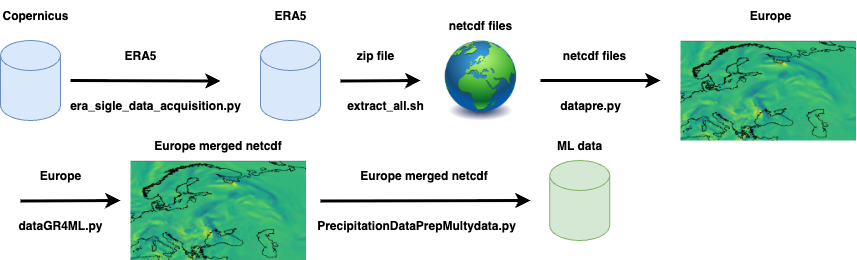 Copernicus
ERA5
netcdf files
Europe
ERA5
zip file
netcdf files
era_sigle_data_acquisition.py
extract_all.sh
datapre.py
Europe merged netcdf
ML data
Europe
Europe merged netcdf
dataGR4ML.py
PrecipitationDataPrepMultydata.py